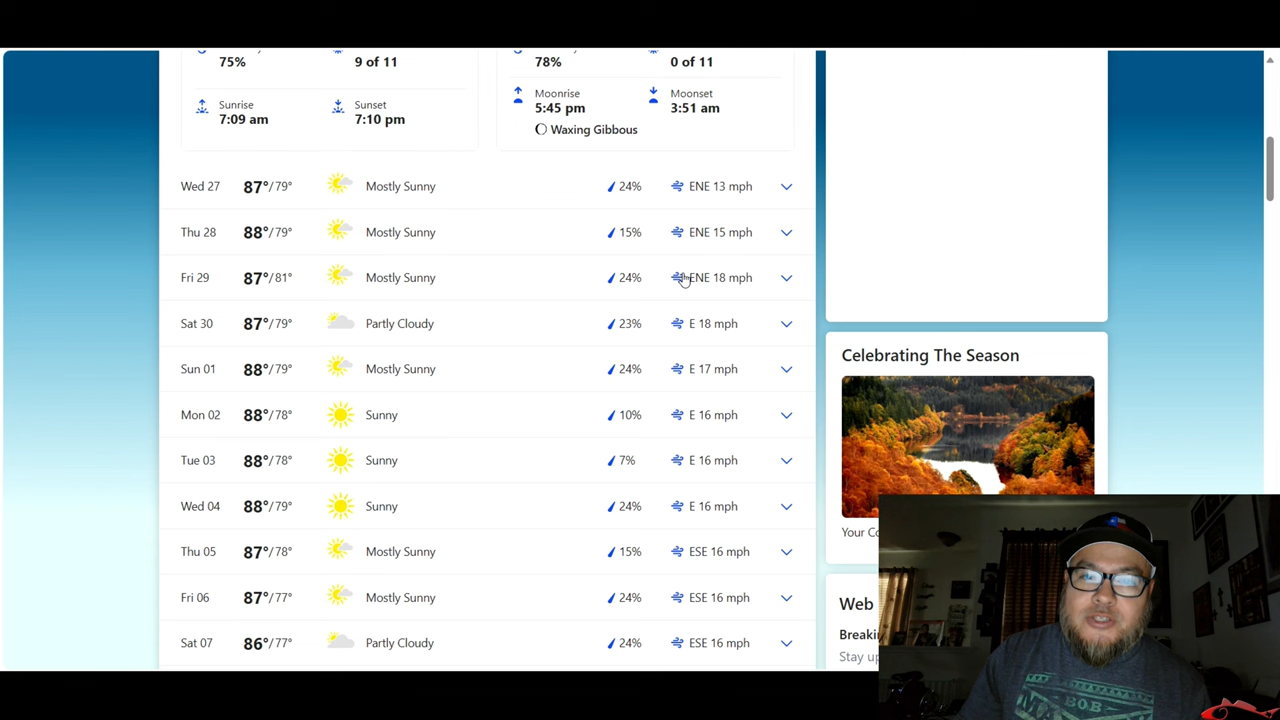 75%
9 of 11
78%
0 of 11
Sunrise
7:09 am
Sunset
7:10 pm
Moonrise
5:45 pm
Moonset
3:51 am
Waxing Gibbous
Wed 27 87°/79° Mostly Sunny 24% ENE 13 mph
Thu 28 88°/79° Mostly Sunny 15% ENE 15 mph
Fri 29 87°/81° Mostly Sunny 24% ENE 18 mph
Sat 30 87°/79° Partly Cloudy 23% E 18 mph
Sun 01 88°/79° Mostly Sunny 24% E 17 mph
Mon 02 88°/78° Sunny 10% E 16 mph
Tue 03 88°/78° Sunny 7% E 16 mph
Wed 04 88°/79° Sunny 24% E 16 mph
Thu 05 87°/78° Mostly Sunny 15% ESE 16 mph
Fri 06 87°/77° Mostly Sunny 24% ESE 16 mph
Sat 07 86°/77° Partly Cloudy 24% ESE 16 mph
Celebrating The Season
Your Co
Web
Breaki
Stay up
BOB